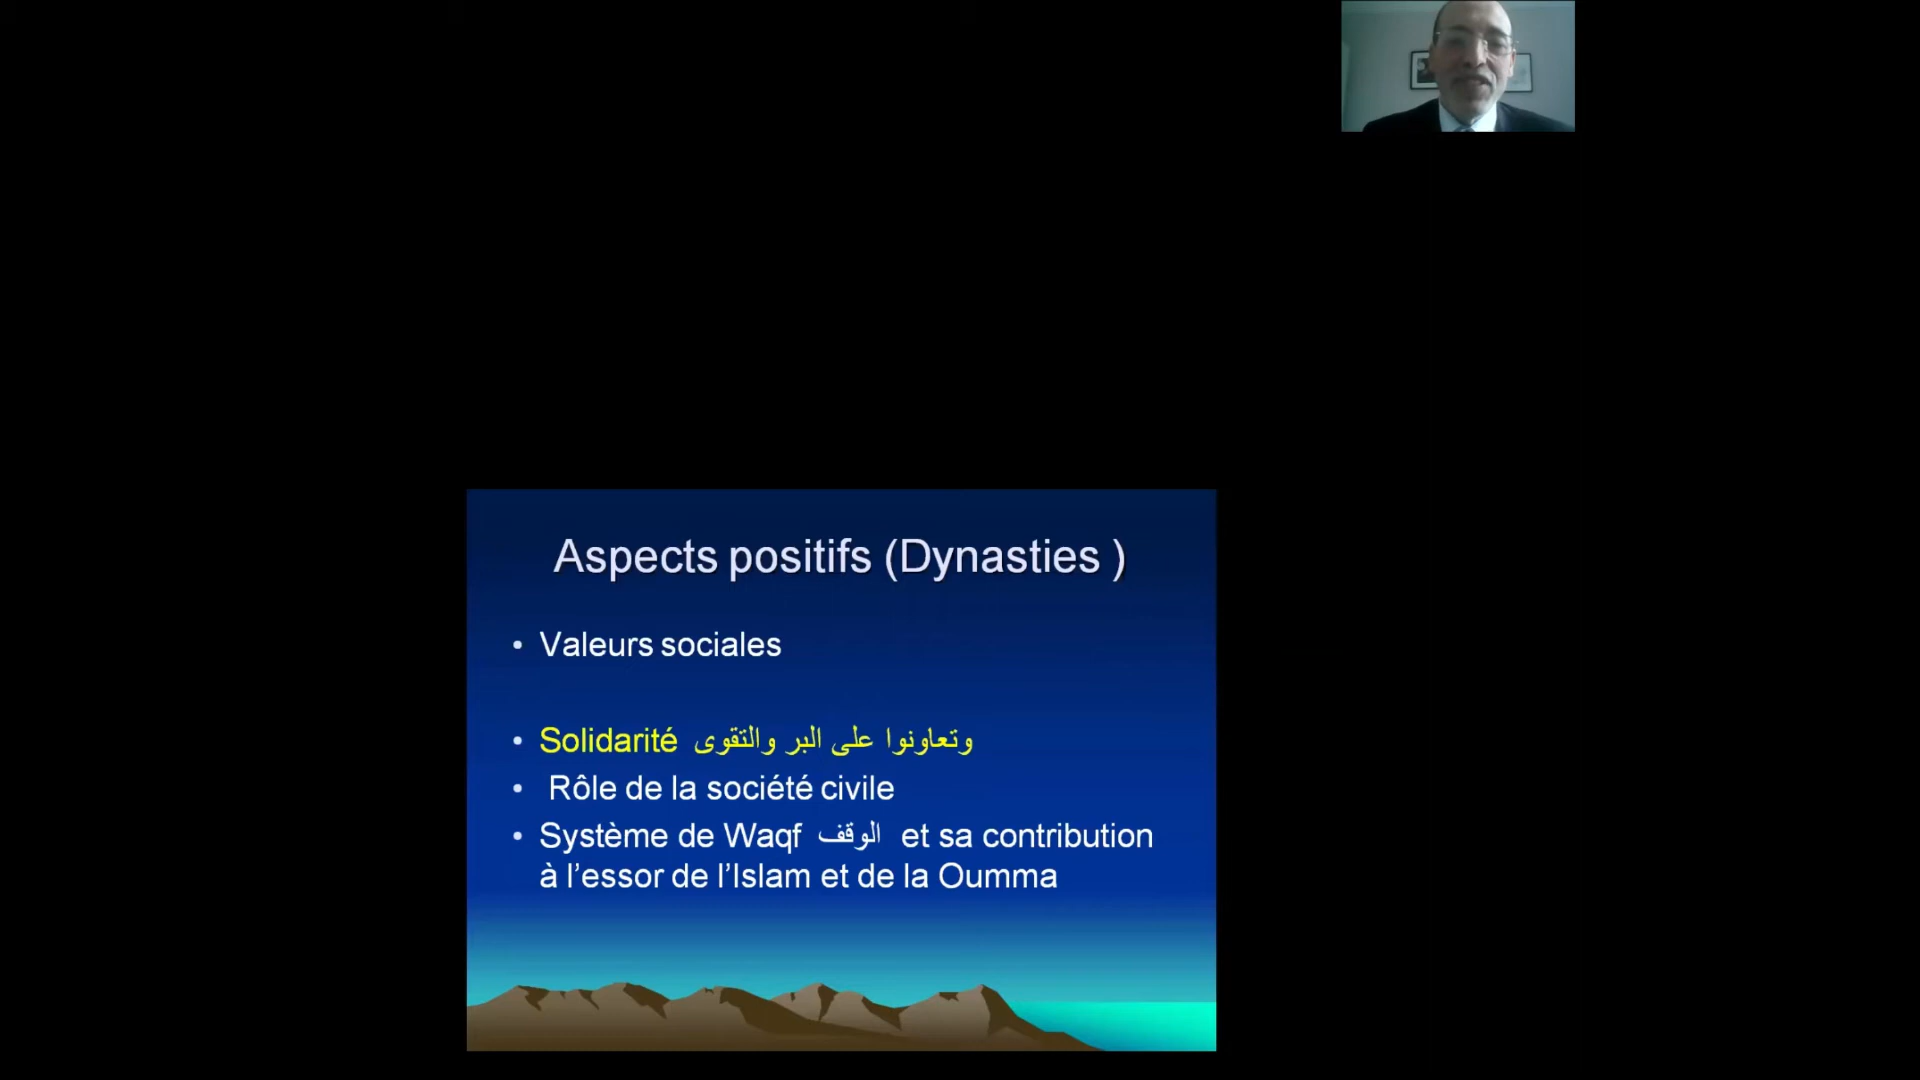 Aspects positifs (Dynasties )
• Valeurs sociales
• Solidarité وتعاونوا على البر والتقوى
• Rôle de la société civile
• Système de Waqf الوقف et sa contribution
à l’essor de l’Islam et de la Oumma